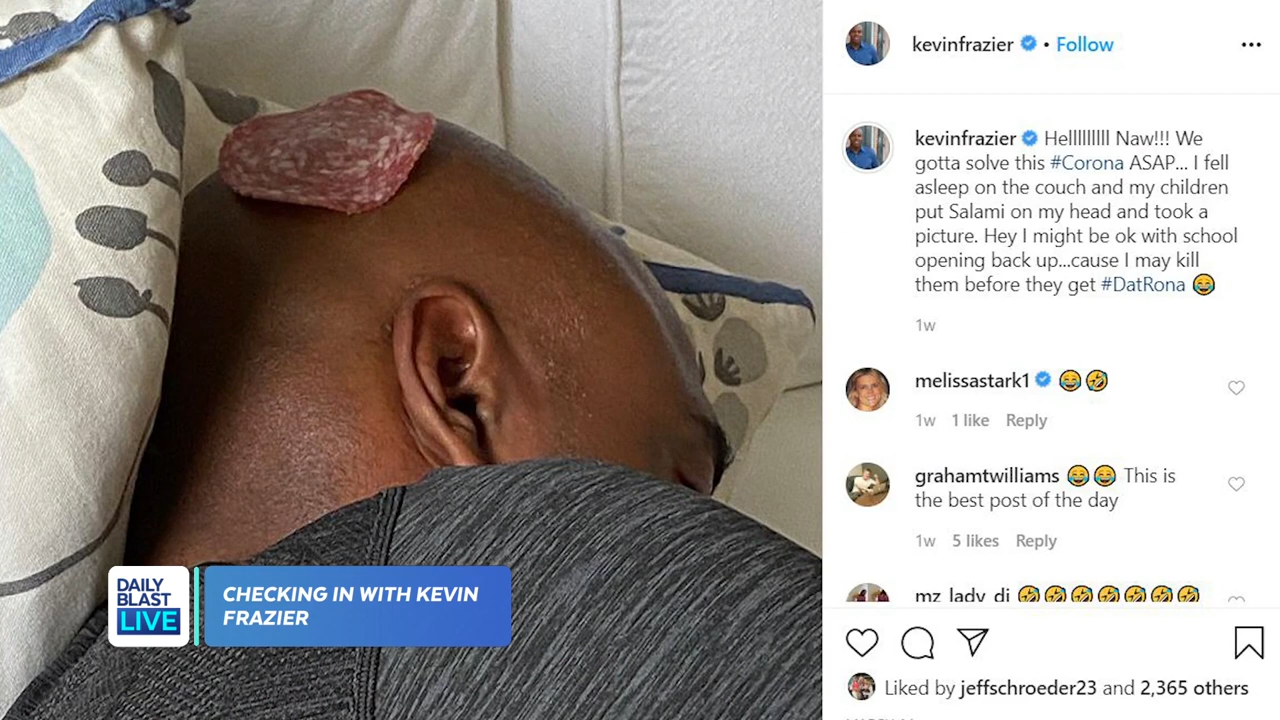 kevinfrazier • Follow
kevinfrazier Hellllllllll Naw!!! We
gotta solve this #Corona ASAP... I fell
asleep on the couch and my children
put Salami on my head and took a
picture. Hey I might be ok with school
opening back up...cause I may kill
them before they get #DatRona 😂
1w
melissastark1 😂🤣
1w 1 like Reply
grahamtwilliams 😂😂 This is
the best post of the day
1w 5 likes Reply
mz_lady_di 🤣🤣🤣🤣🤣🤣🤣
Liked by jeffschroeder23 and 2,365 others
DAILY
BLAST
LIVE
CHECKING IN WITH KEVIN
FRAZIER